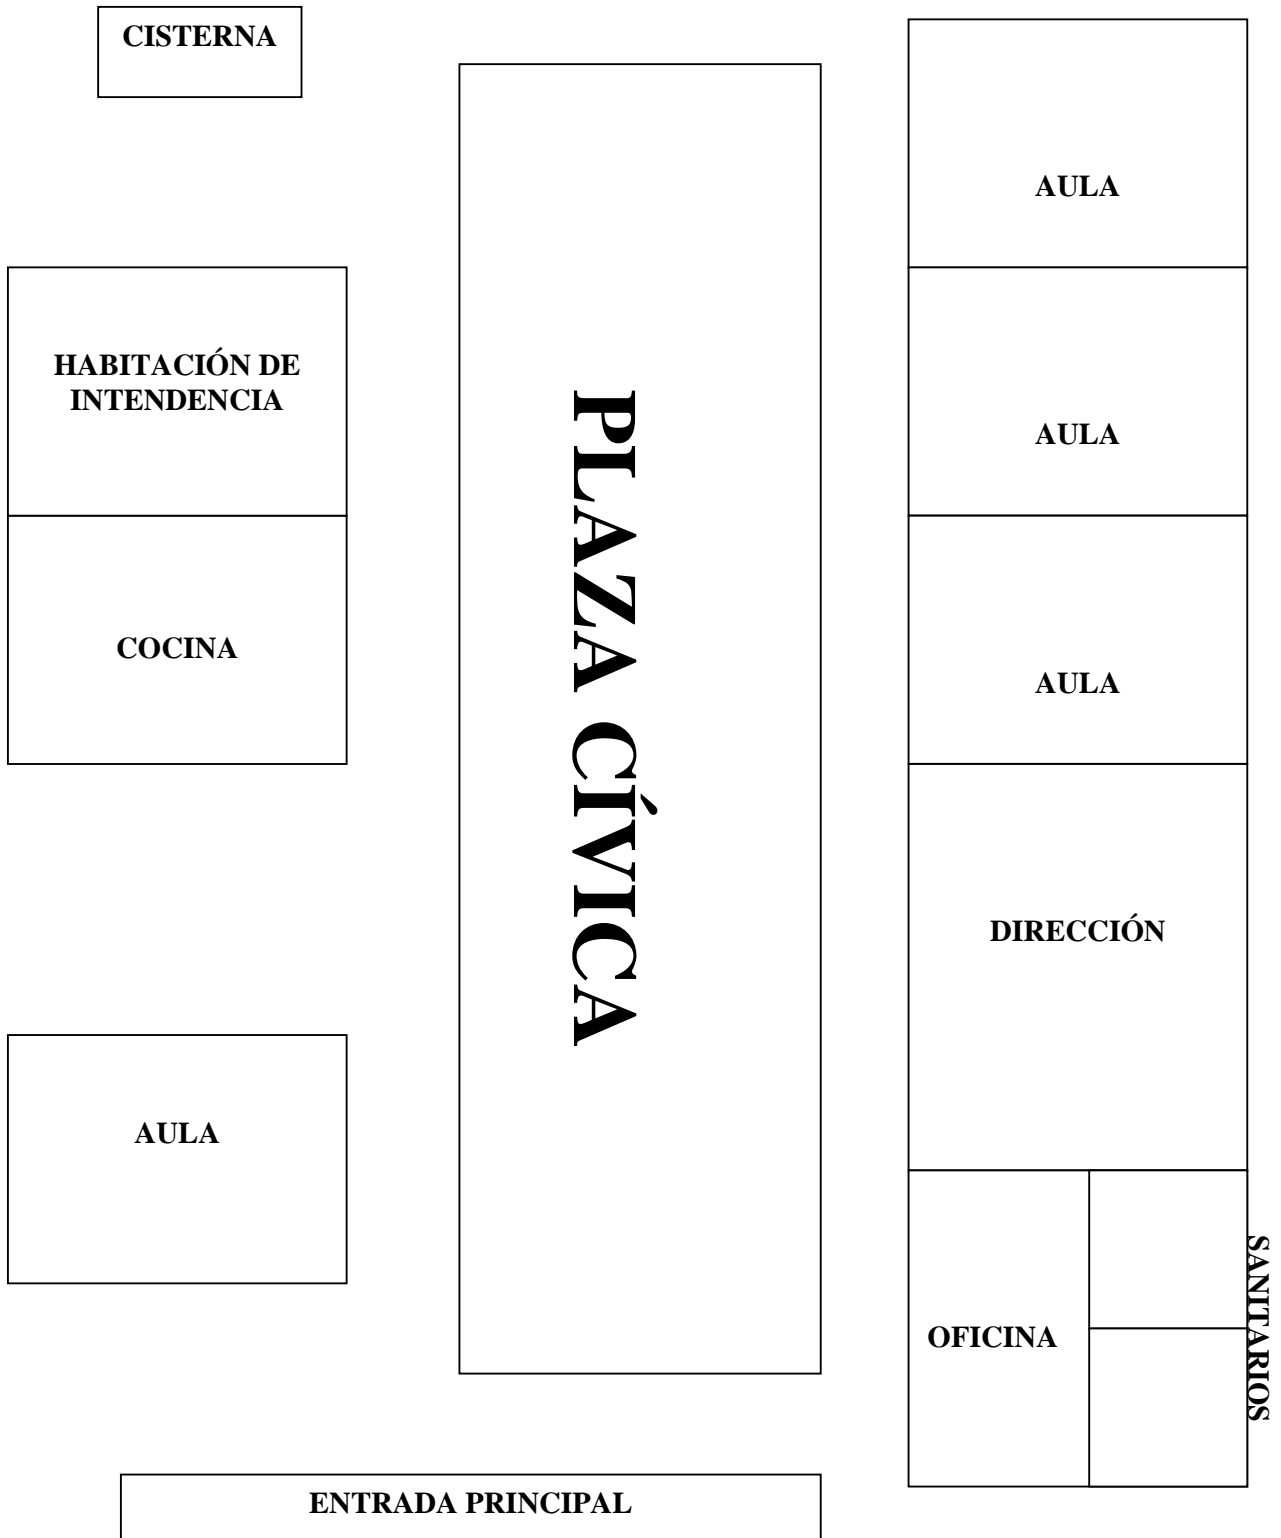 CISTERNA
AULA
HABITACIÓN DE
INTENDENCIA
AULA
PLAZA CÍVICA
COCINA
AULA
DIRECCIÓN
AULA
SANITARIOS
OFICINA
ENTRADA PRINCIPAL